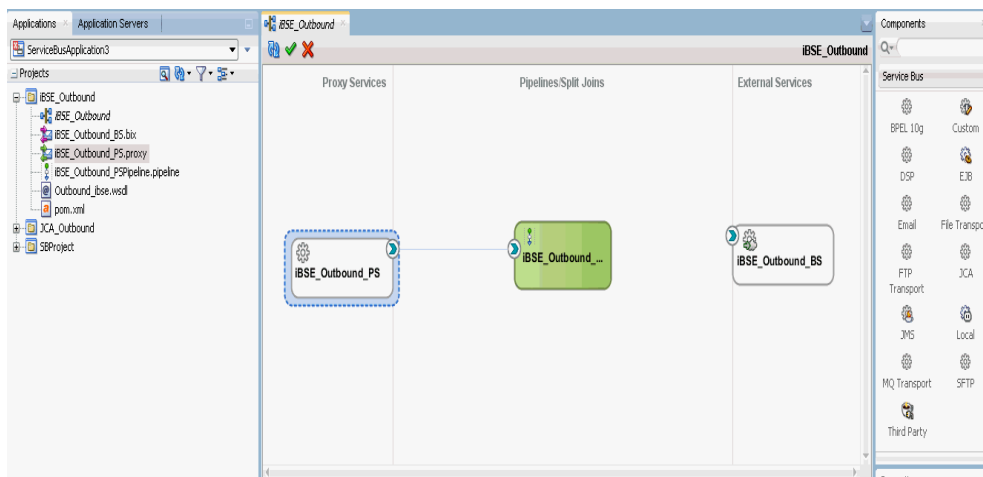 Applications
Application Servers
ServiceBusApplication3
Projects
iBSE_Outbound
iBSE_Outbound
iBSE_Outbound_BS.bix
iBSE_Outbound_PS.proxy
iBSE_Outbound_PSPipeline.pipeline
Outbound_ibse.wsdl
pom.xml
JCA_Outbound
SBProject
iBSE_Outbound
iBSE_Outbound
Proxy Services
Pipelines/Split Joins
External Services
iBSE_Outbound_PS
iBSE_Outbound_...
iBSE_Outbound_BS
Components
Service Bus
BPEL 10g
Custom
DSP
EJB
Email
File Transpo
FTP
Transport
JCA
JMS
Local
MQ Transport
SFTP
Third Party